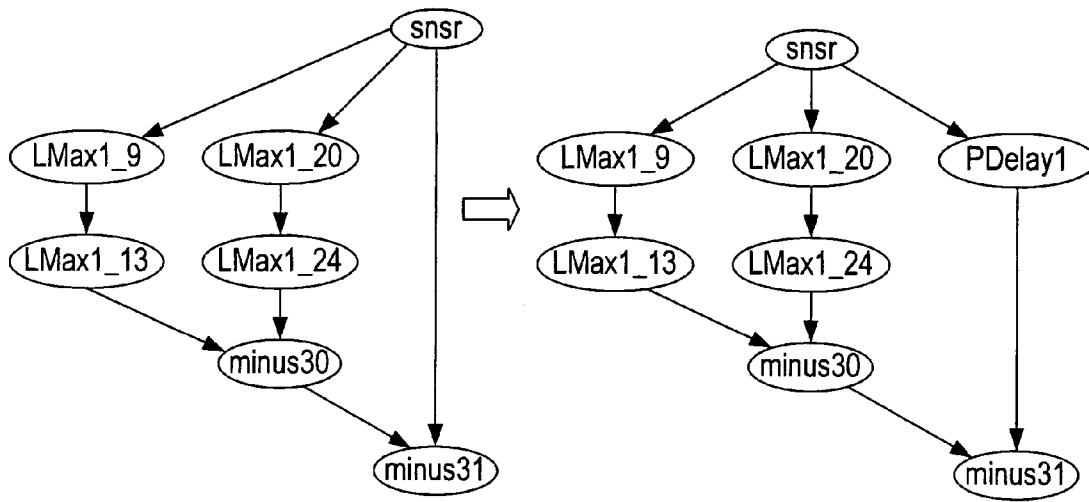 snsr
LMax1_9
LMax1_20
LMax1_13
LMax1_24
minus30
minus31
snsr
LMax1_9
LMax1_20
PDelay1
LMax1_13
LMax1_24
minus30
minus31